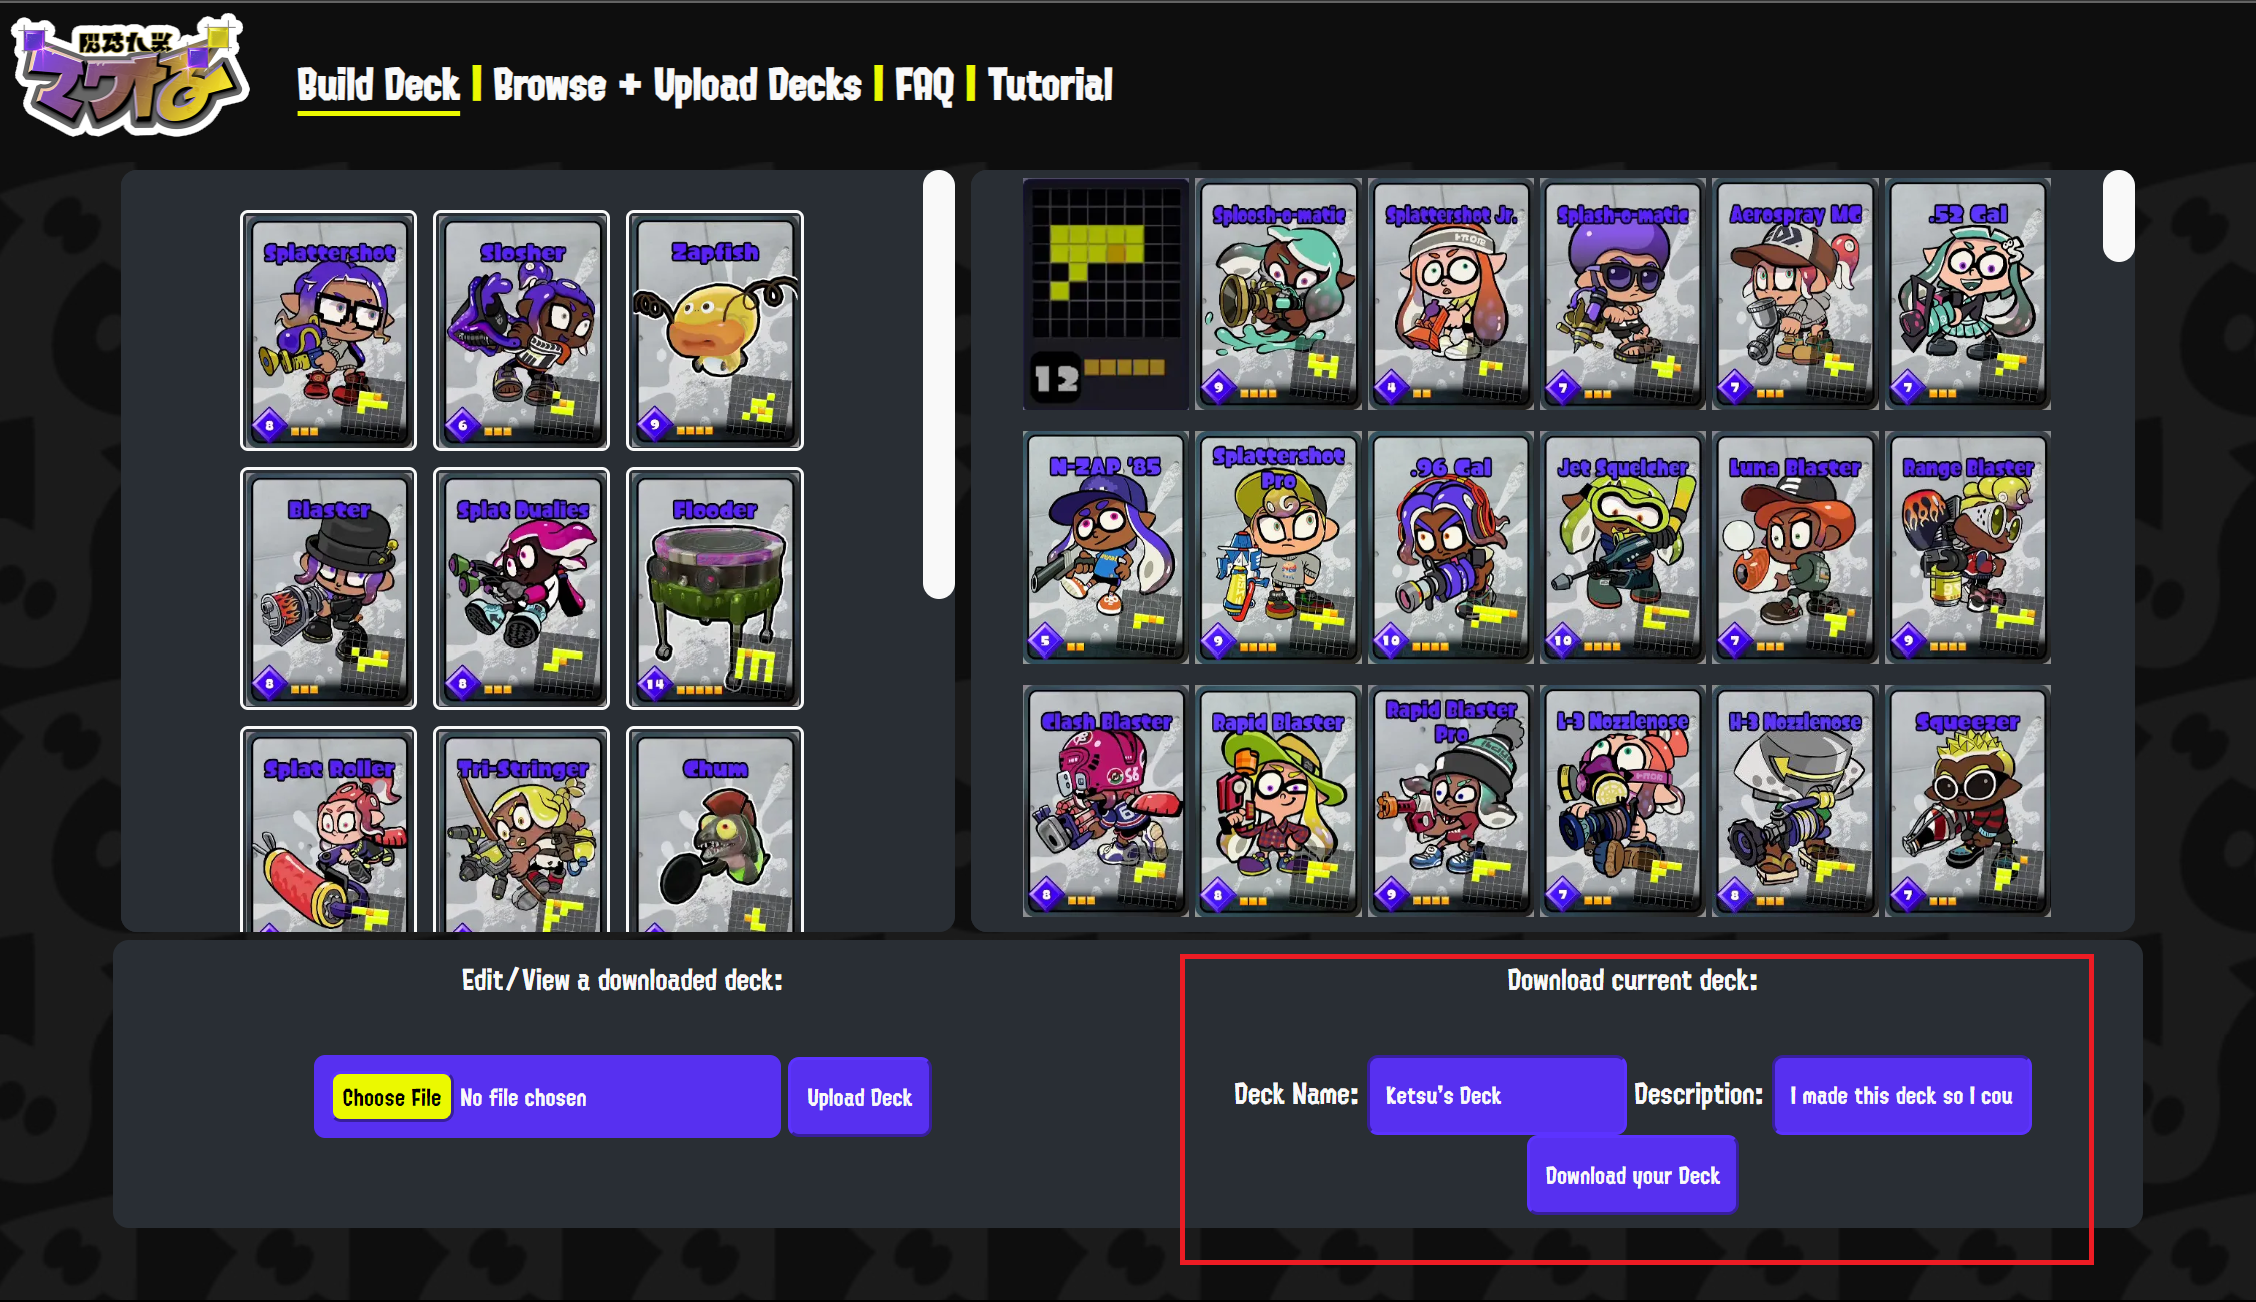 Build Deck | Browse + Upload Decks | FAQ | Tutorial
Splattershot
8
Slosher
6
Zapfish
9
Blaster
8
Splat Dualies
8
Flooder
14
Splat Roller
Tri-Stringer
Chum
12
Sploosh-o-matic
9
Splattershot Jr.
4
Splash-o-matic
7
Aerospray MG
7
.52 Gal
7
N-ZAP '85
5
Splattershot
Pro
9
.96 Gal
10
Jet Squelcher
10
Luna Blaster
7
Range Blaster
9
Clash Blaster
8
Rapid Blaster
8
Rapid Blaster
Pro
9
L-3 Nozzlenose
7
H-3 Nozzlenose
8
Squeezer
7
Edit/View a downloaded deck:
Choose File No file chosen
Upload Deck
Download current deck:
Deck Name: Ketsu's Deck Description: I made this deck so I cou
Download your Deck